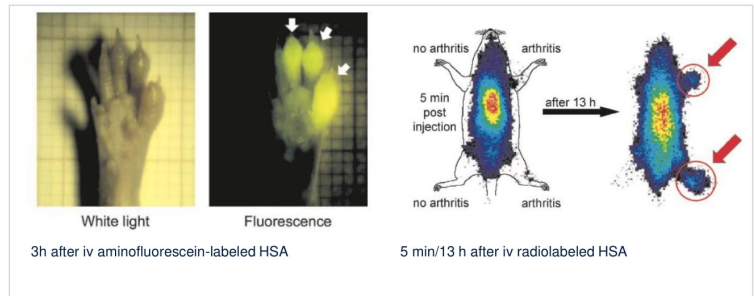 White light
Fluorescence
3h after iv aminofluorescein-labeled HSA
no arthritis
arthritis
5 min
post
injection
after 13 h
no arthritis
arthritis
5 min/13 h after iv radiolabeled HSA